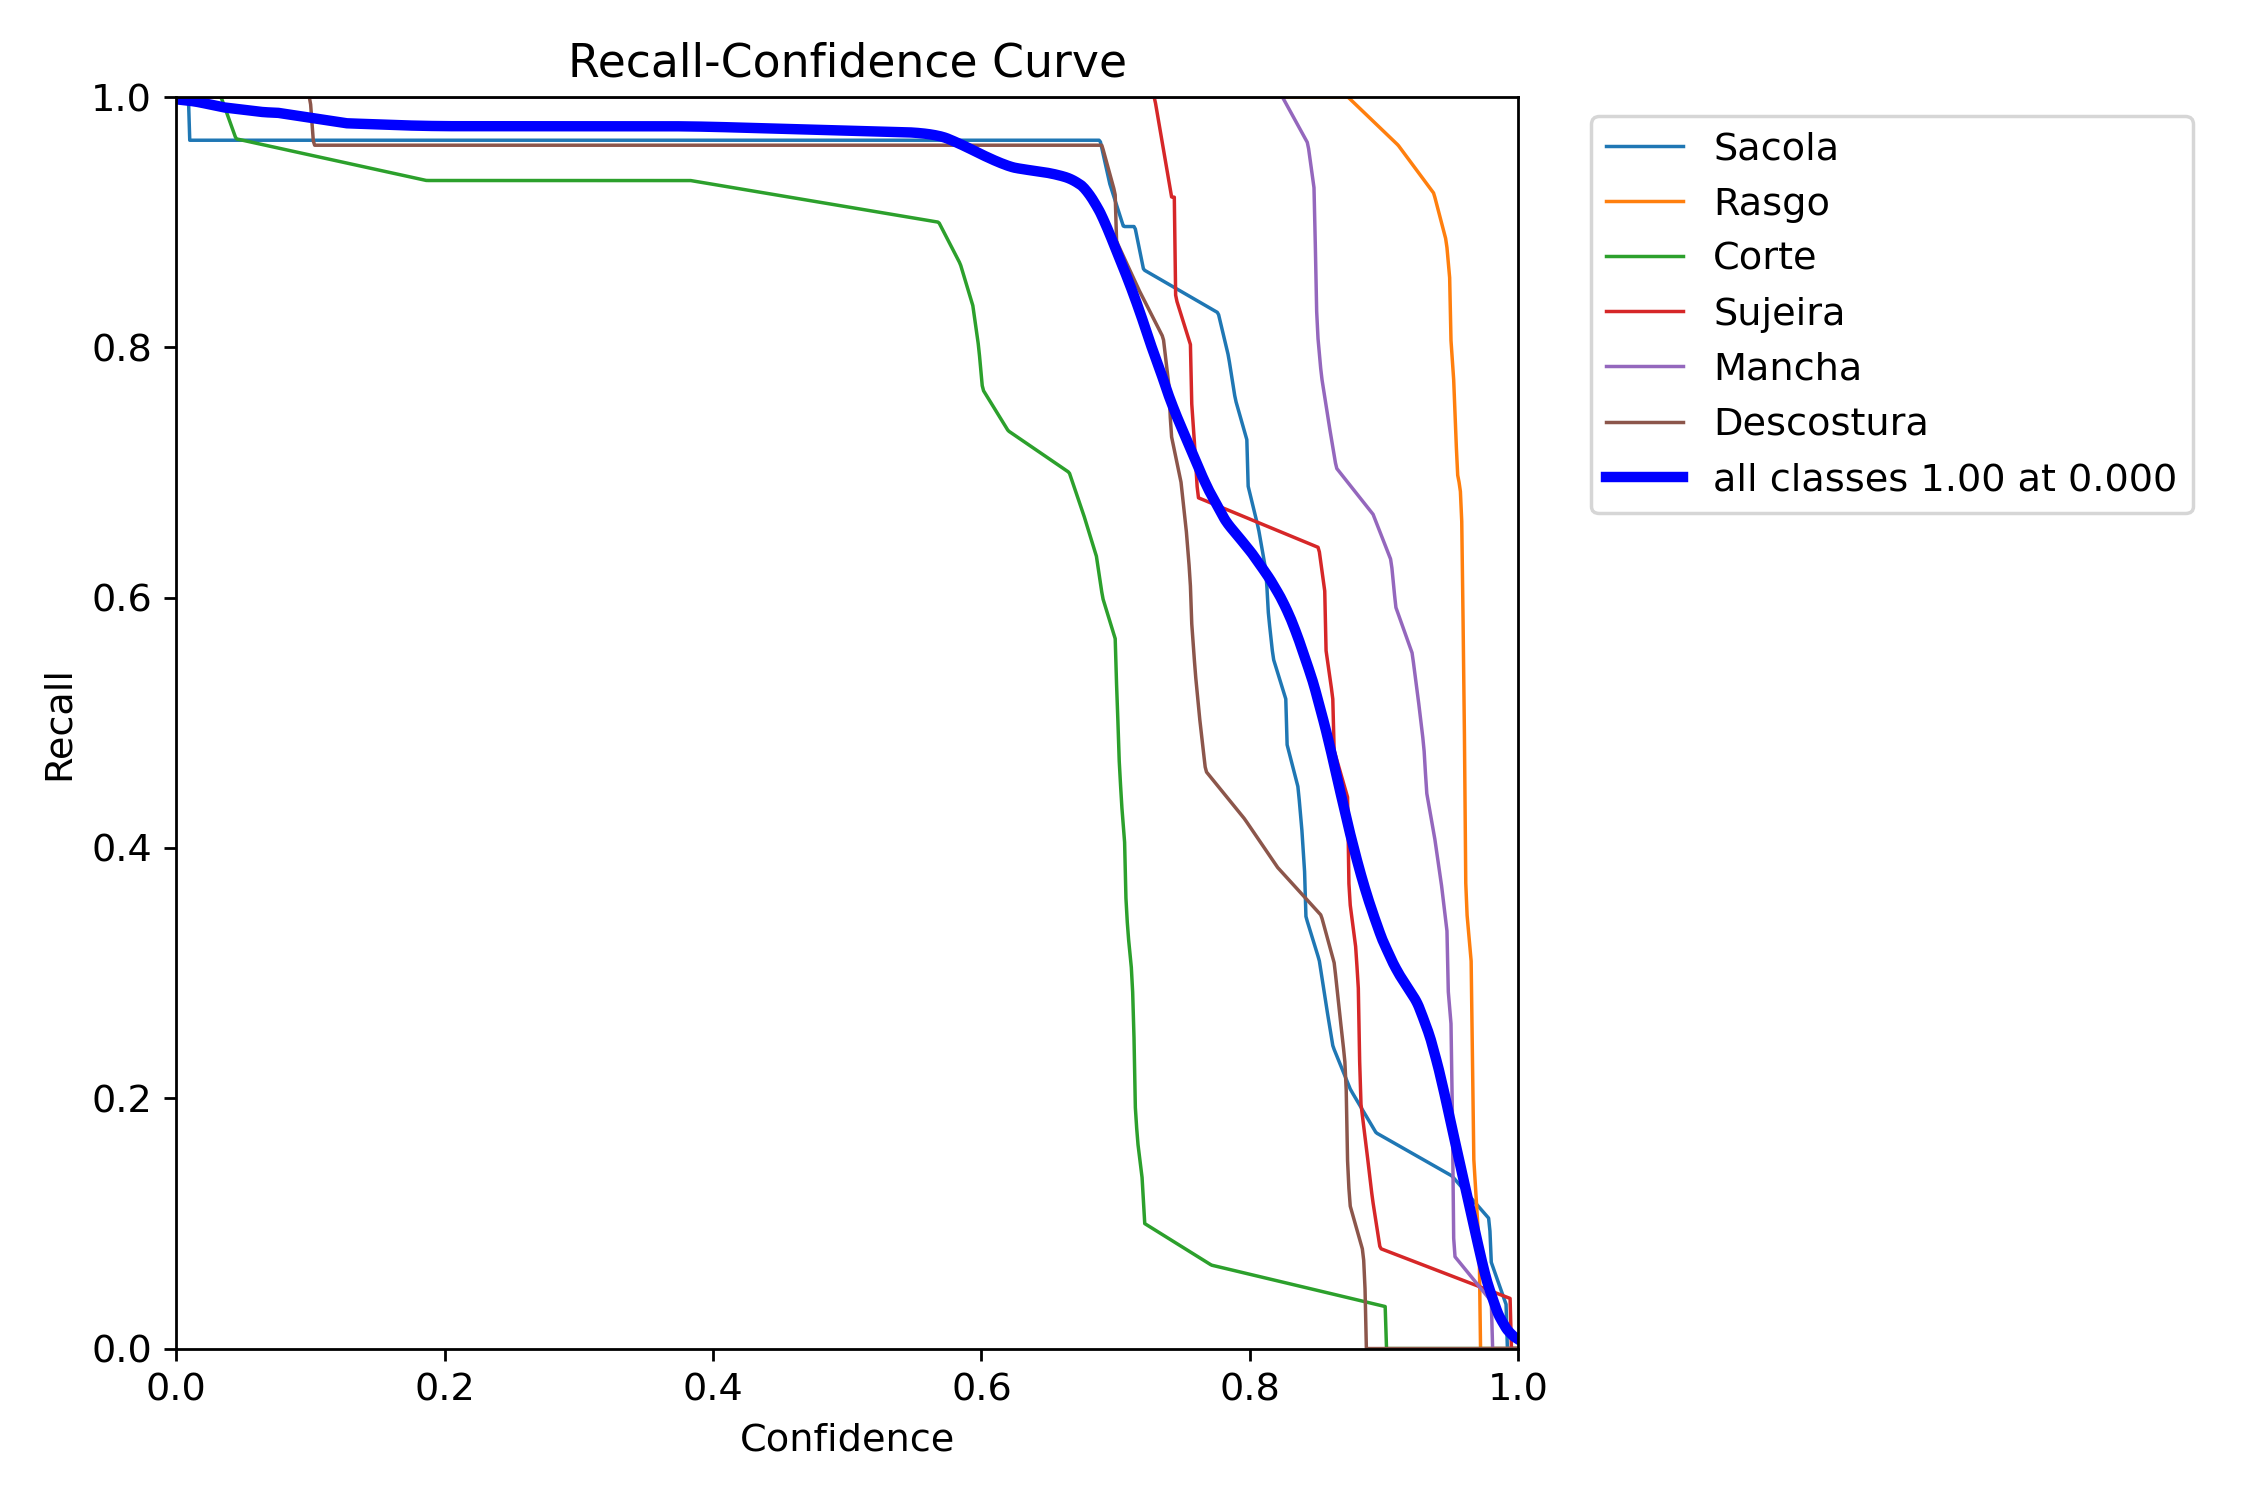 Recall-Confidence Curve
1.0
0.8
0.6
0.4
0.2
0.0
Recall
0.0 0.2 0.4 0.6 0.8 1.0
Confidence
Sacola
Rasgo
Corte
Sujeira
Mancha
Descostura
all classes 1.00 at 0.000